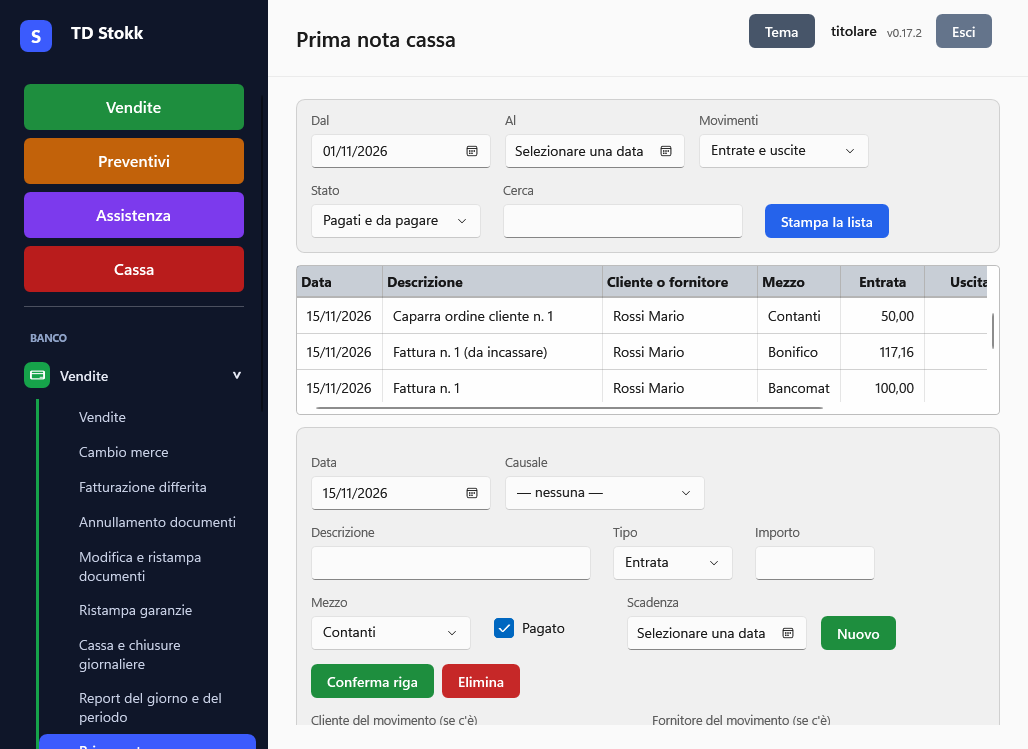 S
TD Stokk
Vendite
Preventivi
Assistenza
Cassa
BANCO
Vendite
Vendite
Cambio merce
Fatturazione differita
Annullamento documenti
Modifica e ristampa
documenti
Ristampa garanzie
Cassa e chiusure
giornaliere
Report del giorno e del
periodo
Prima nota cassa
Tema
titolare
v0.17.2
Esci
Dal
Al
Movimenti
01/11/2026
Selezionare una data
Entrate e uscite
Stato
Cerca
Pagati e da pagare
Stampa la lista
Data Descrizione Cliente o fornitore Mezzo Entrata Uscita
15/11/2026 Caparra ordine cliente n. 1 Rossi Mario Contanti 50,00
15/11/2026 Fattura n. 1 (da incassare) Rossi Mario Bonifico 117,16
15/11/2026 Fattura n. 1 Rossi Mario Bancomat 100,00
Data
Causale
15/11/2026
— nessuna —
Descrizione
Tipo
Importo
Entrata
Mezzo
Scadenza
Contanti
Pagato
Selezionare una data
Nuovo
Conferma riga
Elimina
Cliente del movimento (se c'è)
Fornitore del movimento (se c'è)